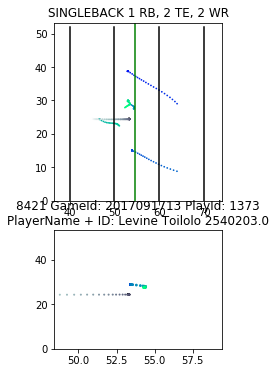 SINGLEBACK 1 RB, 2 TE, 2 WR
50
40
30
20
10
0
40 50 60 70
8421 GameId: 2017091713 PlayId: 1373
PlayerName + ID: Levine Toilolo 2540203.0
40
20
0
50.0 52.5 55.0 57.5